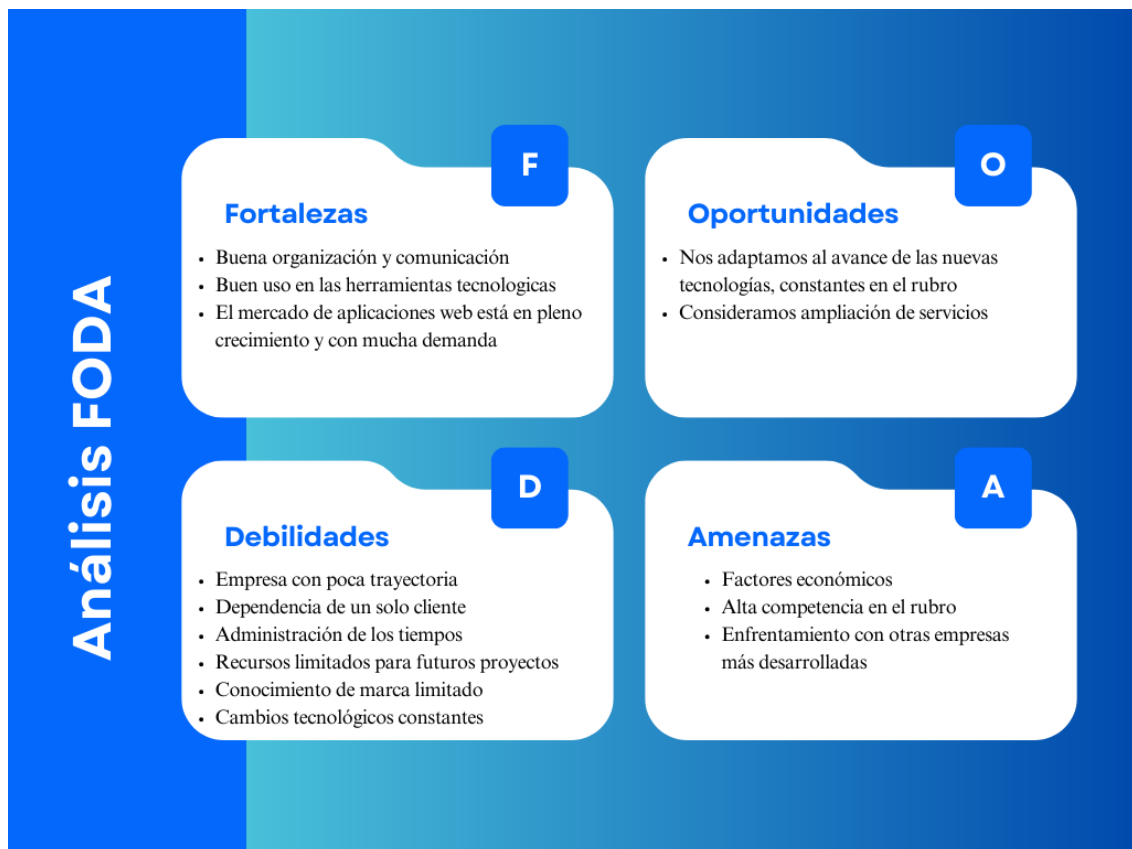 Análisis FODA
F
Fortalezas
• Buena organización y comunicación
• Buen uso en las herramientas tecnologicas
• El mercado de aplicaciones web está en pleno
crecimiento y con mucha demanda
O
Oportunidades
• Nos adaptamos al avance de las nuevas
tecnologías, constantes en el rubro
• Consideramos ampliación de servicios
D
Debilidades
• Empresa con poca trayectoria
• Dependencia de un solo cliente
• Administración de los tiempos
• Recursos limitados para futuros proyectos
• Conocimiento de marca limitado
• Cambios tecnológicos constantes
A
Amenazas
• Factores económicos
• Alta competencia en el rubro
• Enfrentamiento con otras empresas
más desarrolladas